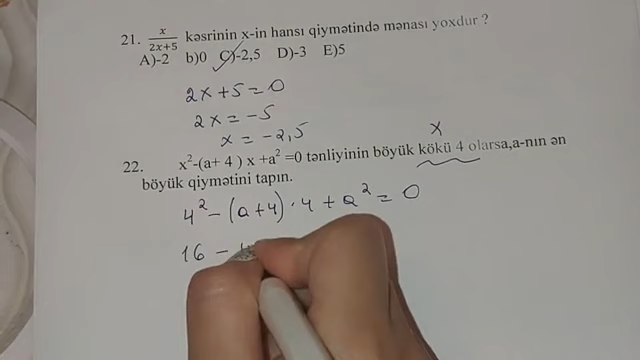 21. x/2x+5 kəsrinin x-in hansı qiymətində mənası yoxdur ?
A)-2 b)0 C)-2,5 D)-3 E)5
2x+5=0
2x = -5
x = -2,5
x
22. x²-(a+ 4 ) x +a² =0 tənliyinin böyük kökü 4 olarsa,a-nın ən
böyük qiymətini tapın.
4² - (a+4) · 4 + a² = 0
16 - 4